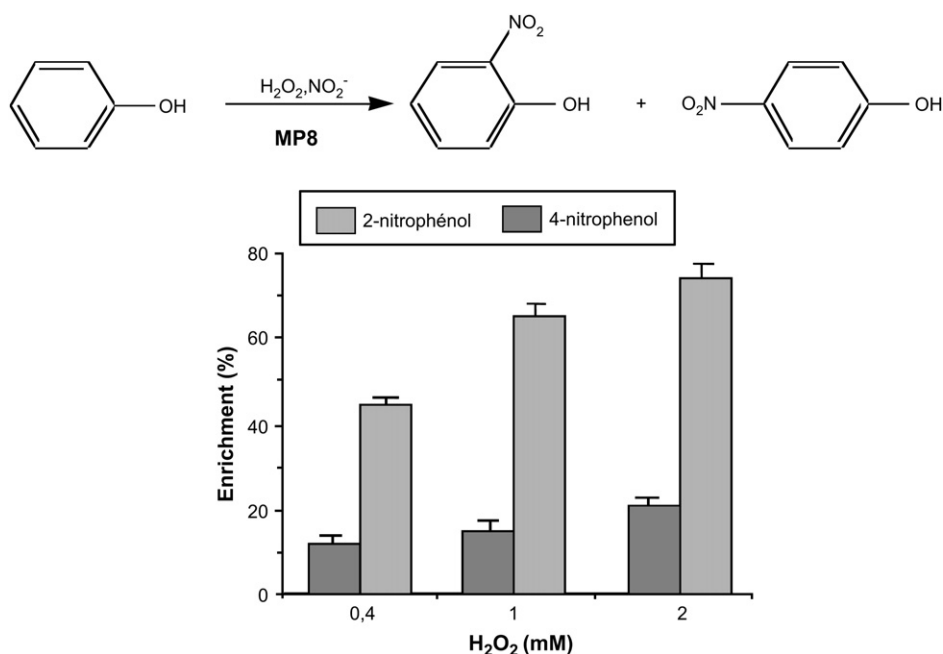 NO₂
H₂O₂,NO₂⁻
OH
OH
+
O₂N
OH
MP8
2-nitrophénol
4-nitrophenol
80
60
40
20
0
Enrichment (%)
0,4
1
2
H₂O₂ (mM)